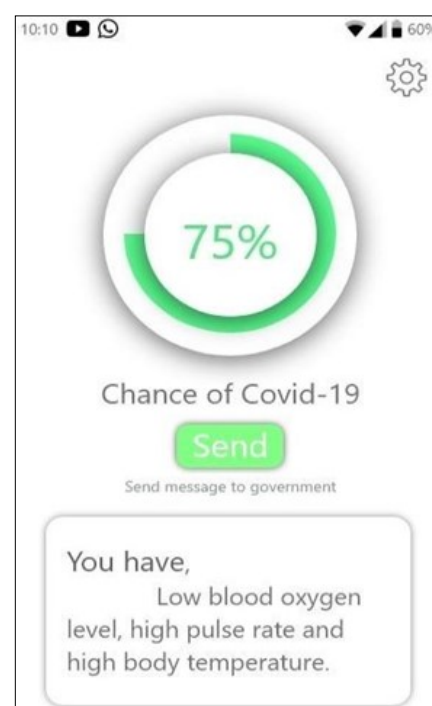 10:10 60%
75%
Chance of Covid-19
Send
Send message to government
You have,
Low blood oxygen
level, high pulse rate and
high body temperature.